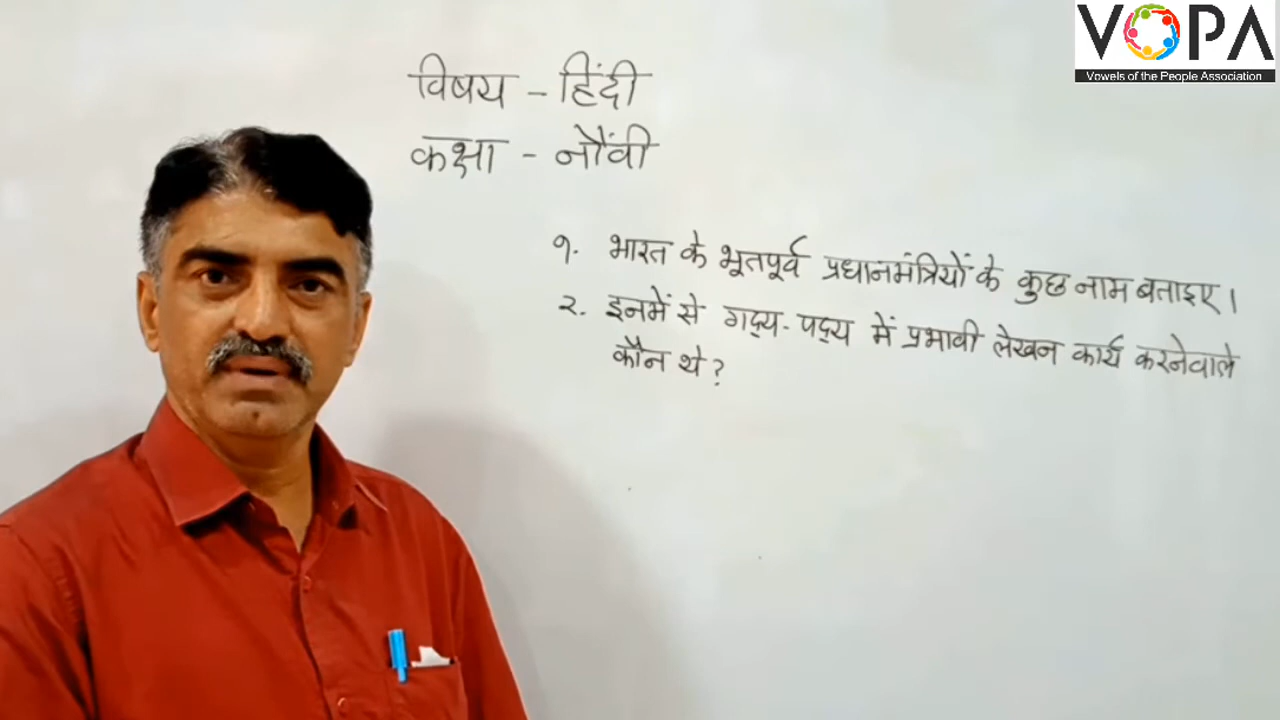 VOPA
Vowels of the People Association
विषय - हिंदी
कक्षा - नौंवी
१. भारत के भूतपूर्व प्रधानमंत्रियों के कुछ नाम बताइए।
२. इनमें से गद्‌य-पद्‌य में प्रभावी लेखन कार्य करनेवाले
कौन थे?